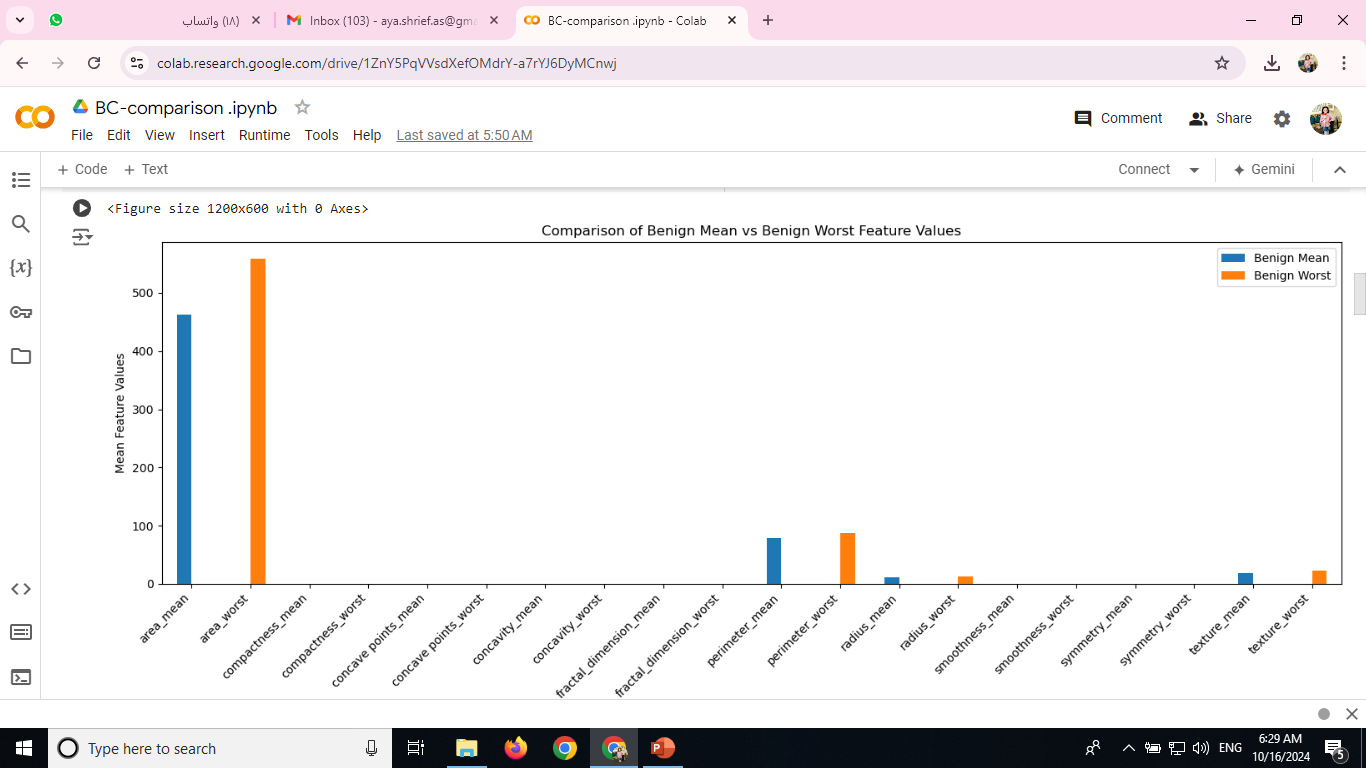 (١٨) واتساب
Inbox (103) - aya.shrief.as@gma
BC-comparison .ipynb - Colab
colab.research.google.com/drive/1ZnY5PqVVsdXefOMdrY-a7rYJ6DyMCnwj
BC-comparison .ipynb
File Edit View Insert Runtime Tools Help Last saved at 5:50 AM
Comment Share
+ Code + Text
Connect Gemini
{x}
<Figure size 1200x600 with 0 Axes>
Comparison of Benign Mean vs Benign Worst Feature Values
Benign Mean
Benign Worst
Mean Feature Values
500
400
300
200
100
0
area_mean
area_worst
compactness_mean
compactness_worst
concave points_mean
concave points_worst
concavity_mean
concavity_worst
fractal_dimension_mean
fractal_dimension_worst
perimeter_mean
perimeter_worst
radius_mean
radius_worst
smoothness_mean
smoothness_worst
symmetry_mean
symmetry_worst
texture_mean
texture_worst
Type here to search
ENG
6:29 AM
10/16/2024
5